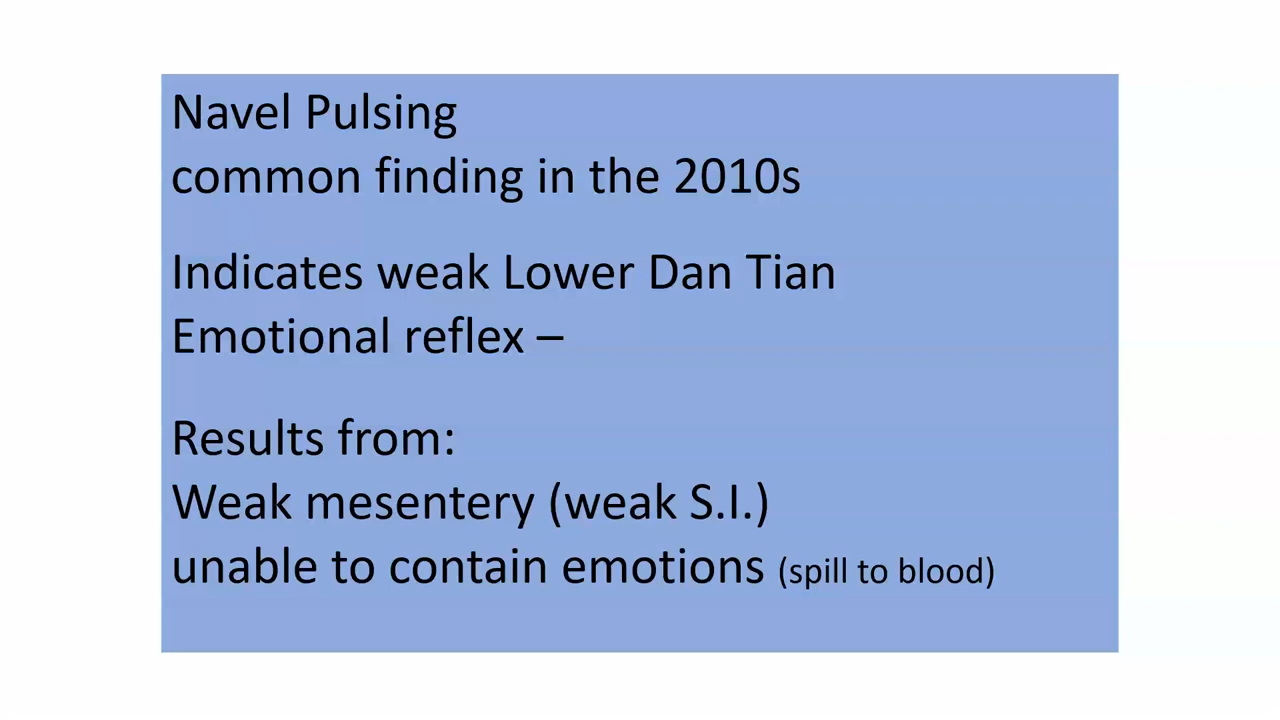 Navel Pulsing
common finding in the 2010s
Indicates weak Lower Dan Tian
Emotional reflex –
Results from:
Weak mesentery (weak S.I.)
unable to contain emotions (spill to blood)